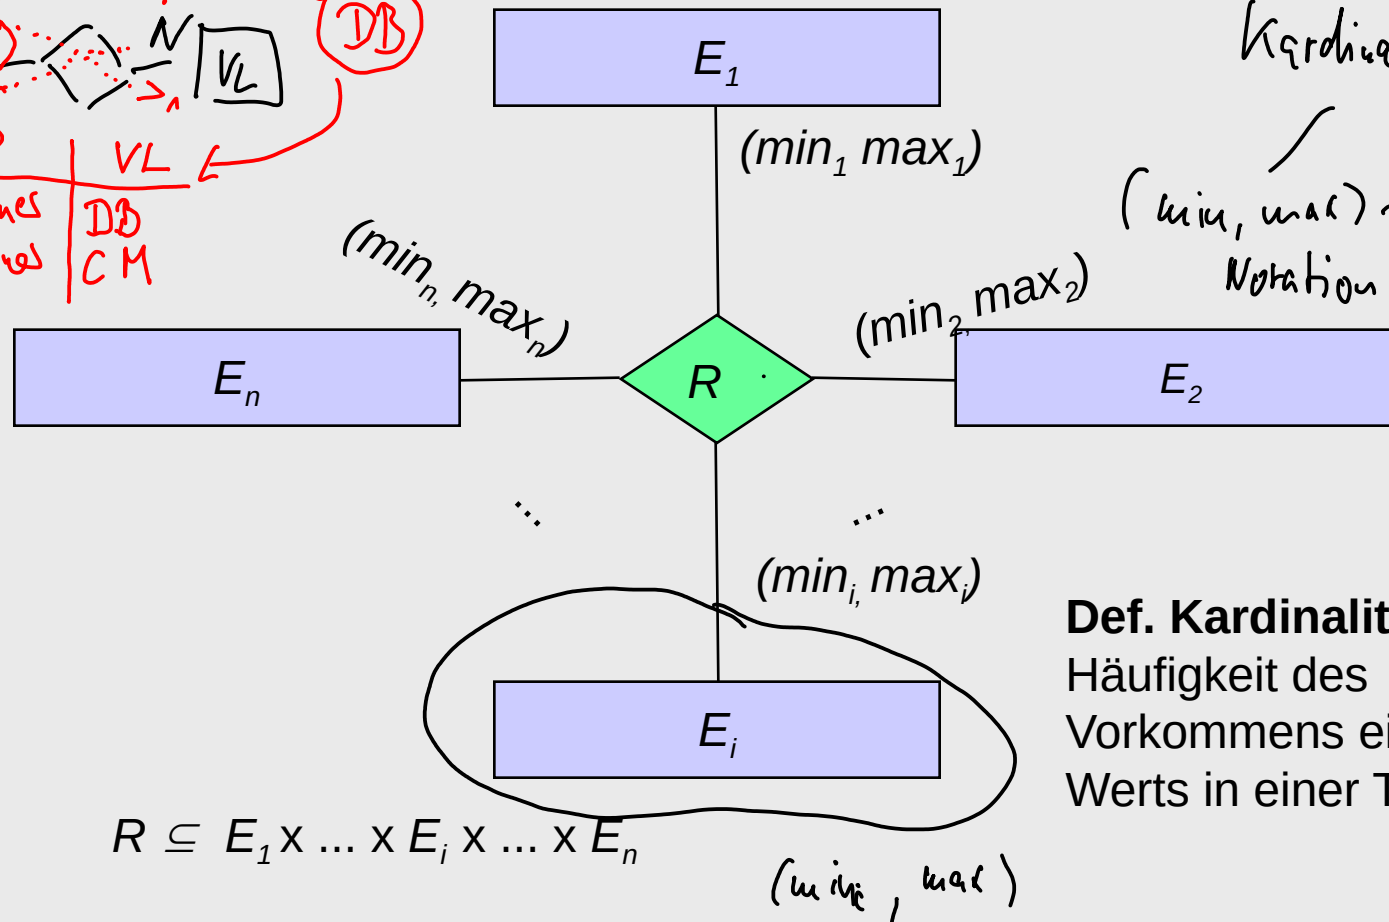 N
VL
DB
VL
DB
CM
E1
(min1 max1)
Kardina
(min, max)
Notation
(minn, maxn)
(min2, max2)
En
R
E2
...
...
(mini, maxi)
Ei
Def. Kardinalit
Häufigkeit des
Vorkommens ei
Werts in einer T
R ⊆ E1 x ... x Ei x ... x En
(mini, max)